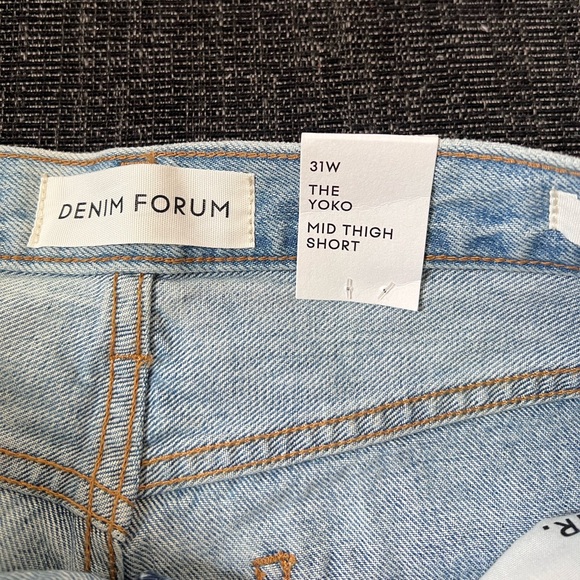 DENIM FORUM
31W
THE
YOKO
MID THIGH
SHORT
R.